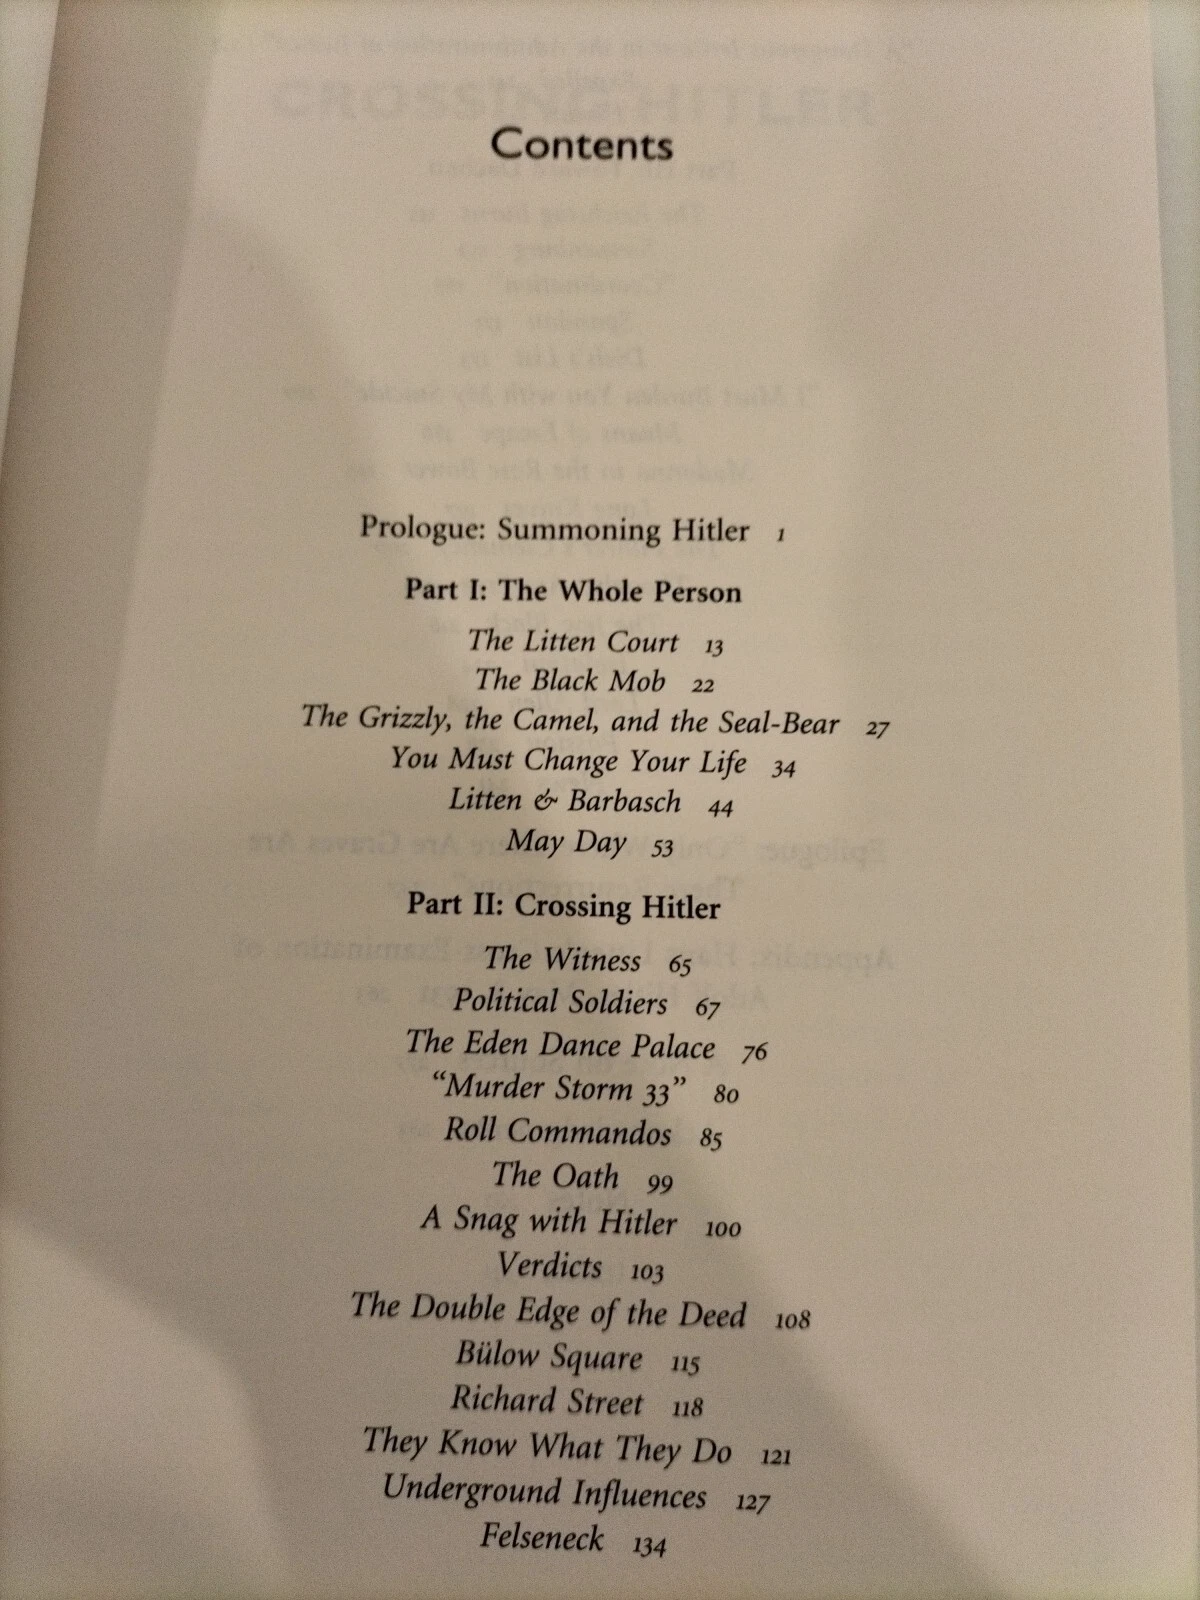 Contents
Prologue: Summoning Hitler 1
Part I: The Whole Person
The Litten Court 13
The Black Mob 22
The Grizzly, the Camel, and the Seal-Bear 27
You Must Change Your Life 34
Litten & Barbasch 44
May Day 53
Part II: Crossing Hitler
The Witness 65
Political Soldiers 67
The Eden Dance Palace 76
“Murder Storm 33” 80
Roll Commandos 85
The Oath 99
A Snag with Hitler 100
Verdicts 103
The Double Edge of the Deed 108
Bülow Square 115
Richard Street 118
They Know What They Do 121
Underground Influences 127
Felseneck 134